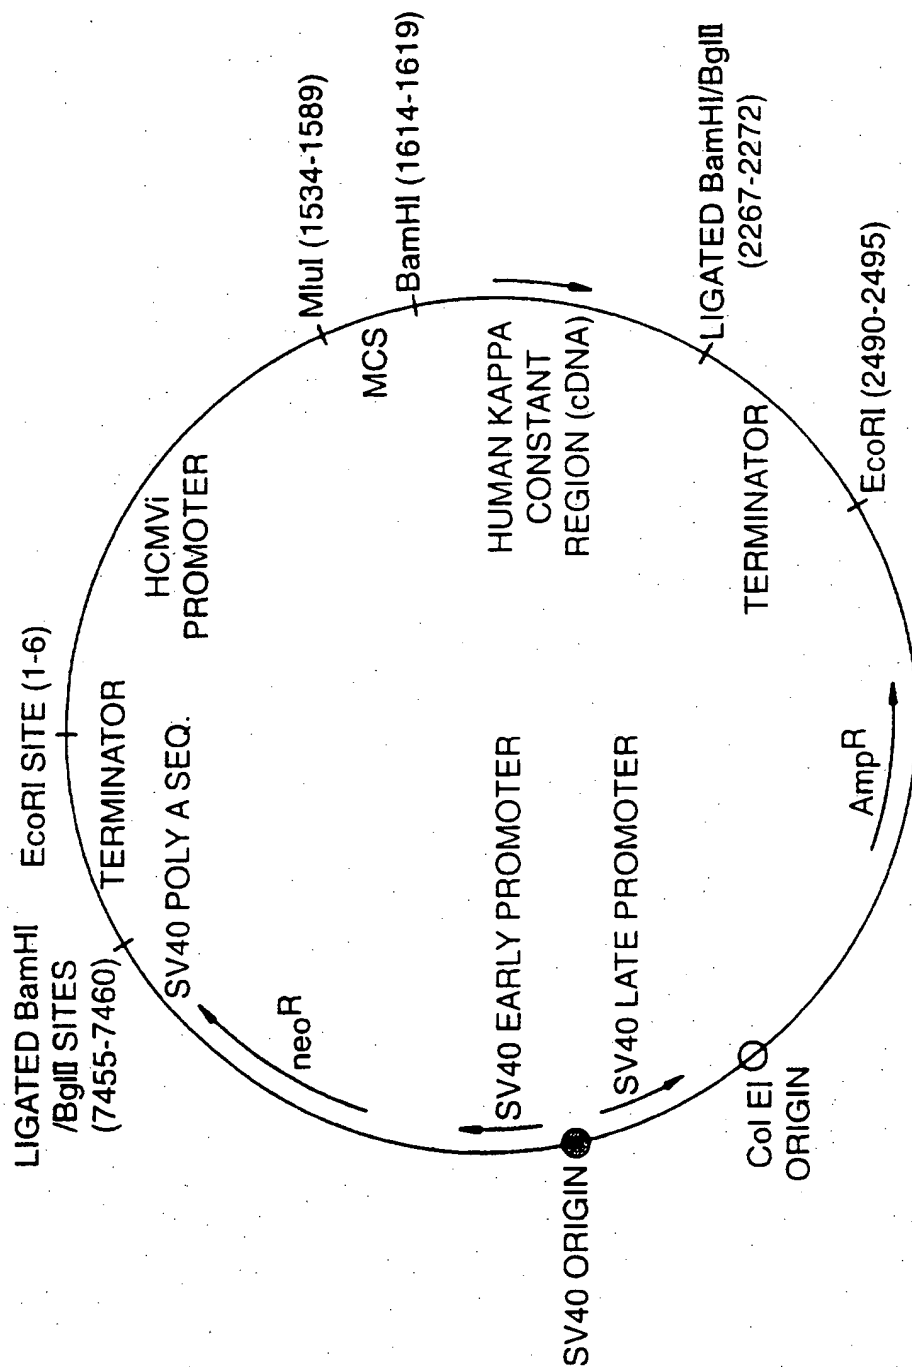 LIGATED BamHI
/BglII SITES
(7455-7460)
EcoRI SITE (1-6)
TERMINATOR
SV40 POLY A SEQ.
HCMVi
PROMOTER
MluI (1534-1589)
MCS
BamHI (1614-1619)
neoR
HUMAN KAPPA
CONSTANT
REGION (cDNA)
SV40 EARLY PROMOTER
SV40 LATE PROMOTER
SV40 ORIGIN
LIGATED BamHI/BglII
(2267-2272)
TERMINATOR
EcoRI (2490-2495)
AmpR
Col EI
ORIGIN